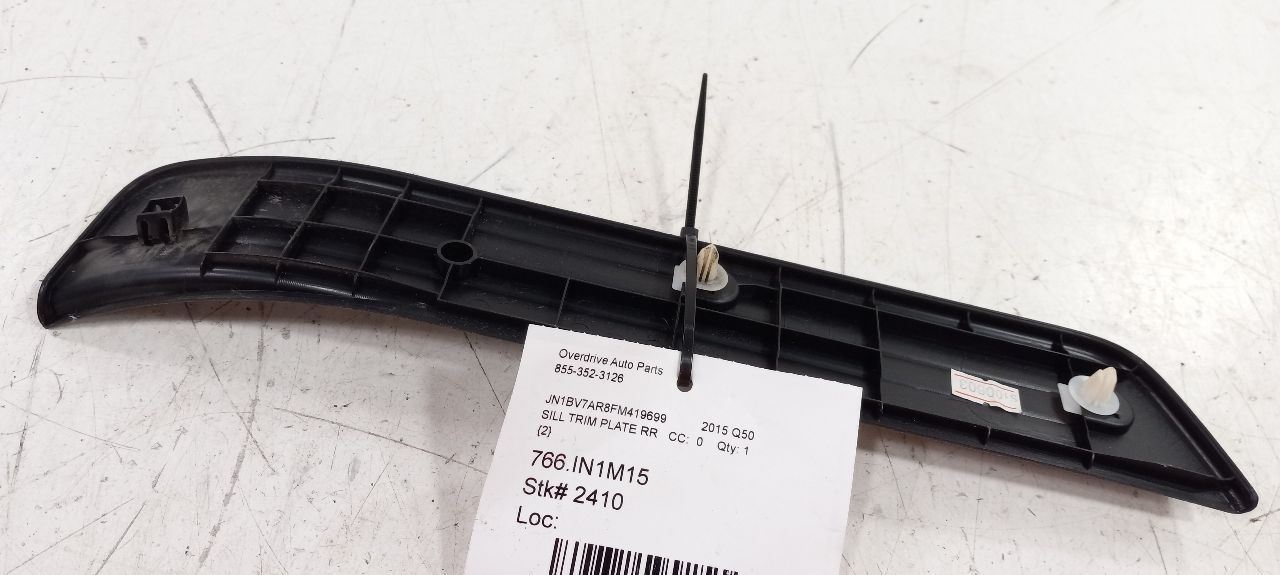 Overdrive Auto Parts
855-352-3126
JN1BV7AR8FM419699 2015 Q50
SILL TRIM PLATE RR CC: 0 Qty: 1
(2)
766.IN1M15
Stk# 2410
Loc: